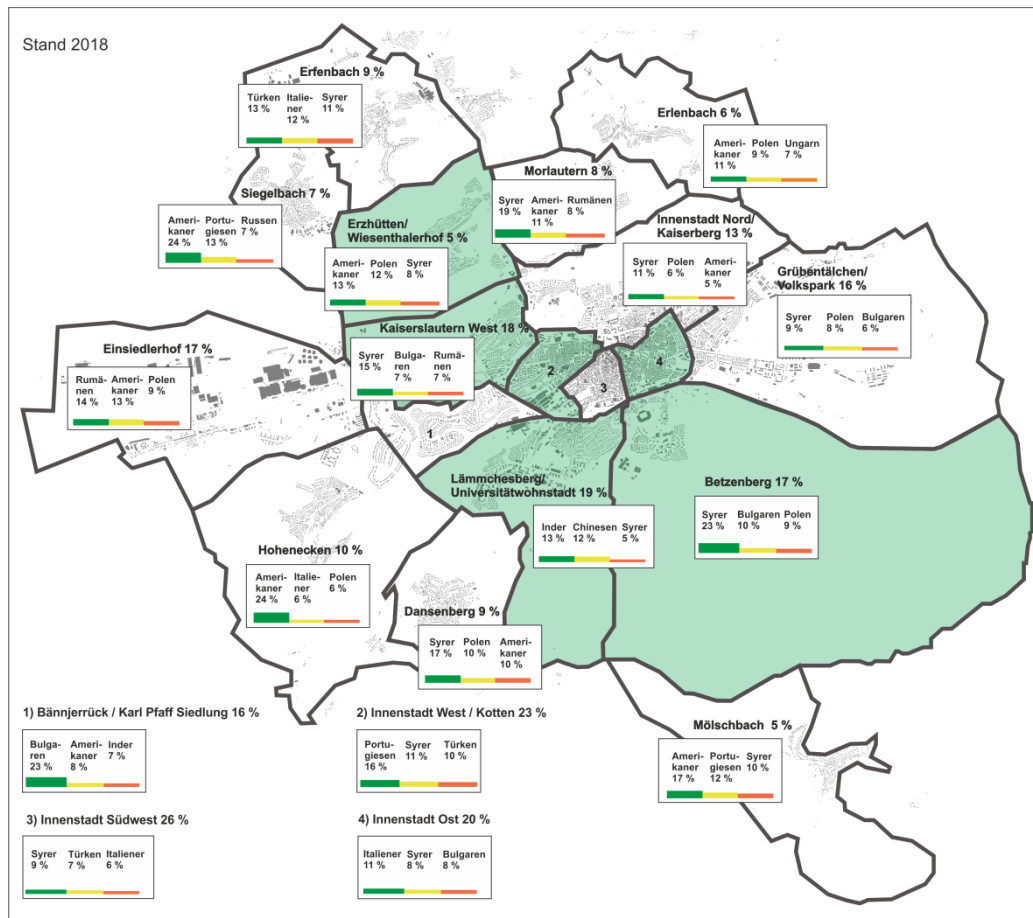 Stand 2018
Erfenbach 9 %
Türken Italie- Syrer
13 % ner 11 %
12 %
Erlenbach 6 %
Ameri- Polen Ungarn
kaner 9 % 7 %
11 %
Siegelbach 7 %
Ameri- Portu- Russen
kaner giesen 7 %
24 % 13 %
Morlautern 8 %
Syrer Ameri- Rumänen
19 % kaner 8 %
11 %
Erzhütten/
Wiesenthalerhof 5 %
Ameri- Polen Syrer
kaner 12 % 8 %
13 %
Innenstadt Nord/
Kaiserberg 13 %
Syrer Polen Ameri-
11 % 6 % kaner
5 %
Grübentälchen/
Volkspark 16 %
Syrer Polen Bulgaren
9 % 8 % 6 %
Kaiserslautern West 18 %
Syrer Bulga- Rumä-
15 % ren nen
7 % 7 %
Einsiedlerhof 17 %
Rumä- Ameri- Polen
nen kaner 9 %
14 % 13 %
2
4
3
1
Lämmchesberg/
Universitätwohnstadt 19 %
Inder Chinesen Syrer
13 % 12 % 5 %
Betzenberg 17 %
Syrer Bulgaren Polen
23 % 10 % 9 %
Hohenecken 10 %
Ameri- Italie- Polen
kaner ner 6 %
24 % 6 %
Dansenberg 9 %
Syrer Polen Ameri-
17 % 10 % kaner
10 %
Mölschbach 5 %
Ameri- Portu- Syrer
kaner giesen 10 %
17 % 12 %
1) Bännjerrück / Karl Pfaff Siedlung 16 %
Bulga- Ameri- Inder
ren kaner 7 %
23 % 8 %
2) Innenstadt West / Kotten 23 %
Portu- Syrer Türken
giesen 11 % 10 %
16 %
3) Innenstadt Südwest 26 %
Syrer Türken Italiener
9 % 7 % 6 %
4) Innenstadt Ost 20 %
Italiener Syrer Bulgaren
11 % 8 % 8 %